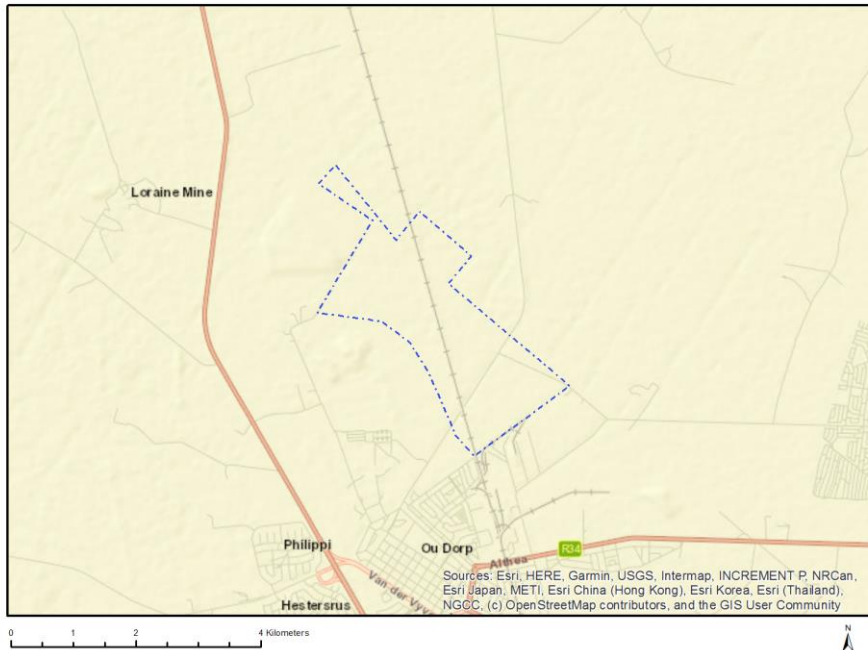 Loraine Mine
Philippi
Ou Dorp
R34
Althea
Van der Vyve
Hestersrus
Sources: Esri, HERE, Garmin, USGS, Intermap, INCREMENT P, NRCan,
Esri Japan, METI, Esri China (Hong Kong), Esri Korea, Esri (Thailand),
NGCC, (c) OpenStreetMap contributors, and the GIS User Community
0 1 2 4 Kilometers
N